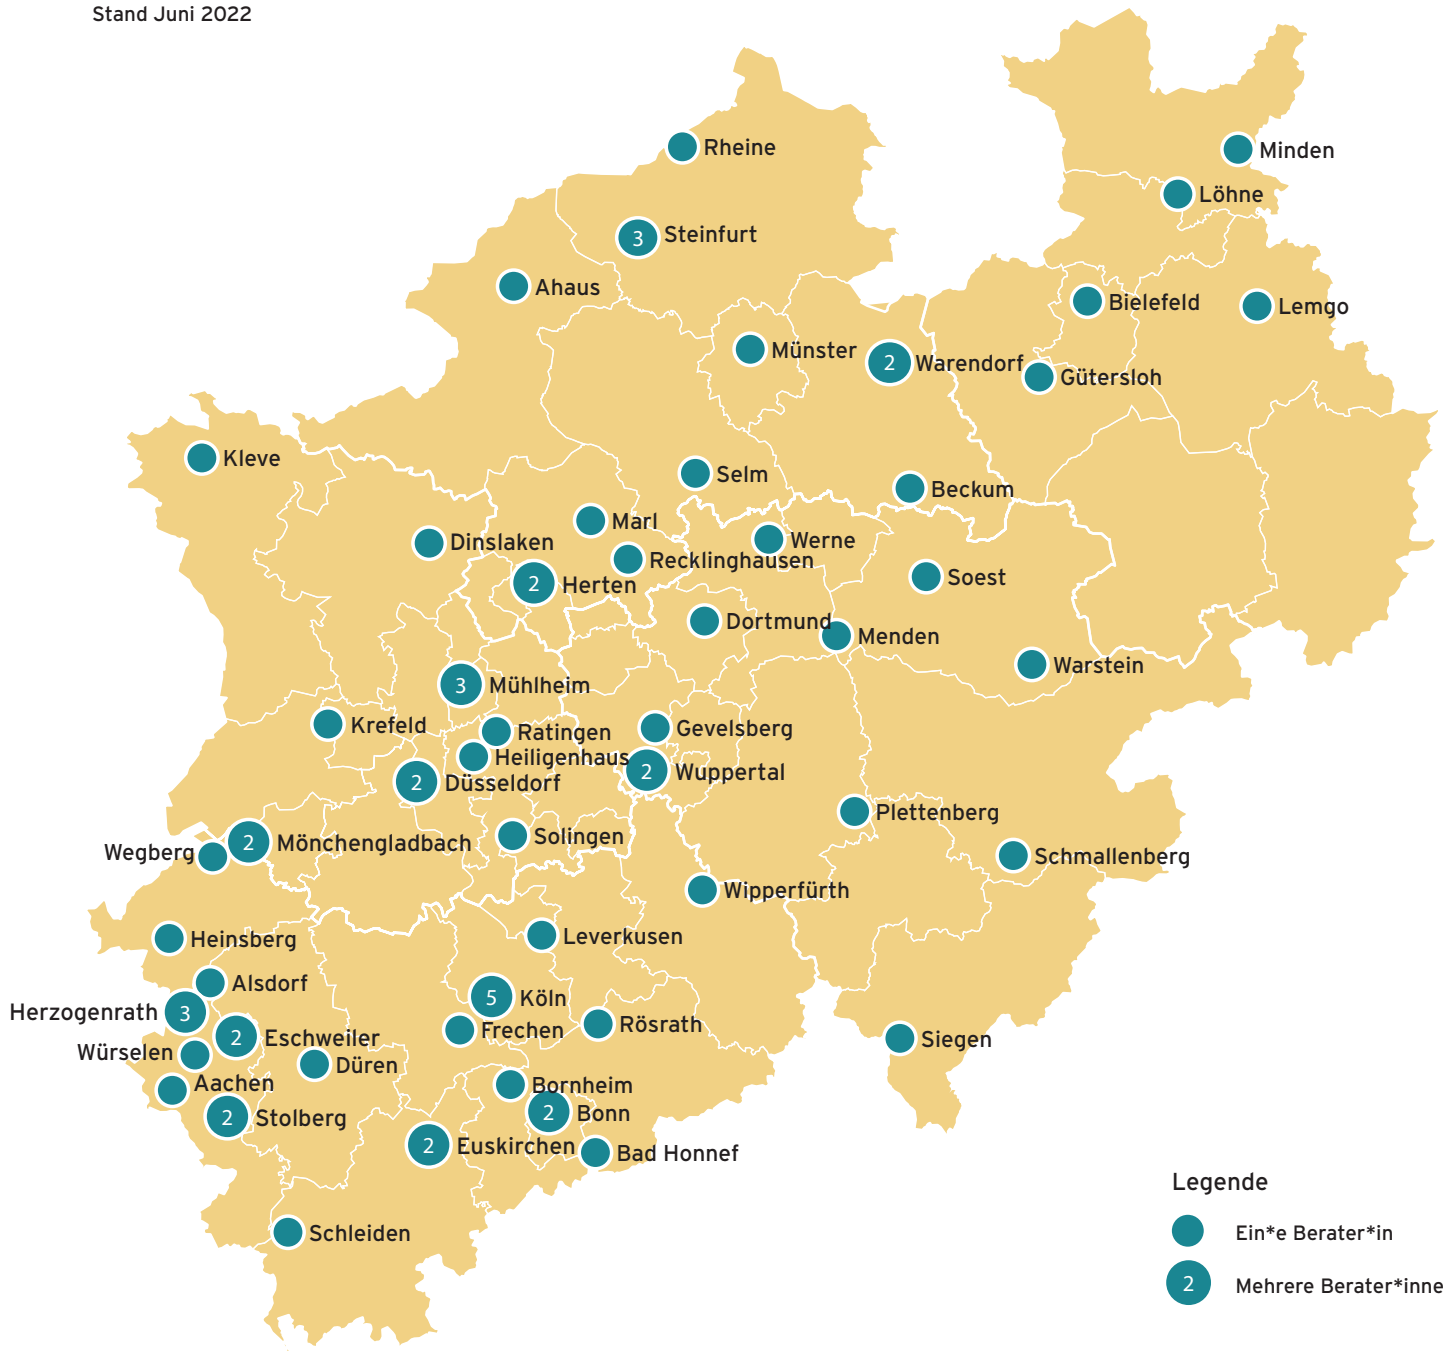 Stand Juni 2022
Rheine
Minden
Löhne
3 Steinfurt
Ahaus
Bielefeld
Lemgo
Münster
2 Warendorf
Gütersloh
Kleve
Selm
Beckum
Marl
Dinslaken
Werne
Recklinghausen
2 Herten
Soest
Dortmund
Menden
Warstein
3 Mühlheim
Krefeld
Ratingen
Gevelsberg
Heiligenhaus
2 Wuppertal
2 Düsseldorf
Plettenberg
Solingen
2 Mönchengladbach
Wegberg
Schmallenberg
Wipperfürth
Leverkusen
Heinsberg
Alsdorf
5 Köln
Herzogenrath 3
Frechen
Rösrath
2 Eschweiler
Siegen
Würselen
Düren
Aachen
Bornheim
2 Bonn
2 Stolberg
2 Euskirchen
Bad Honnef
Legende
Schleiden
Ein*e Berater*in
2 Mehrere Berater*inne